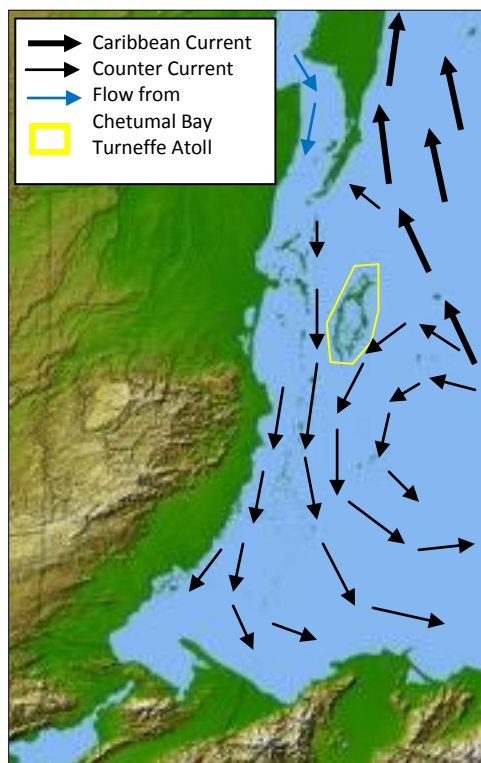 Caribbean Current
Counter Current
Flow from
Chetumal Bay
Turneffe Atoll